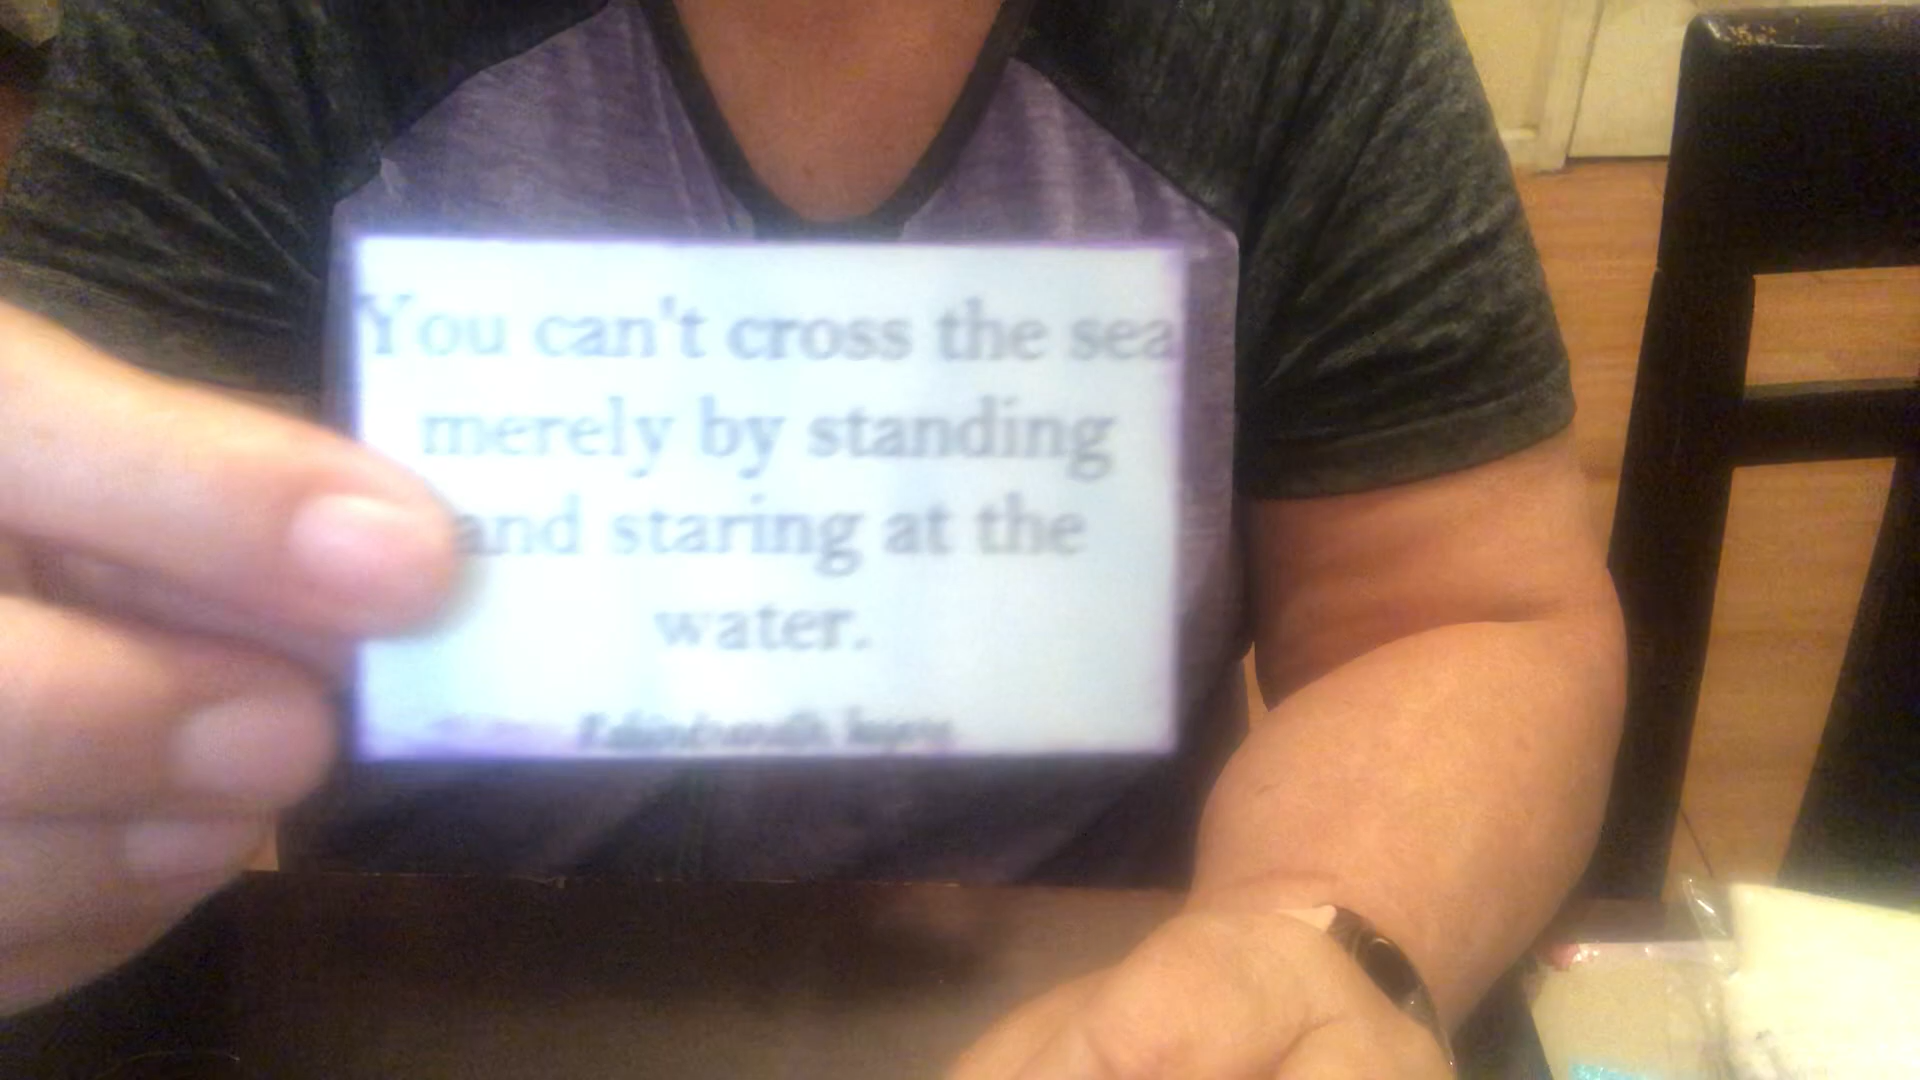 You can't cross the sea
merely by standing
and staring at the
water.